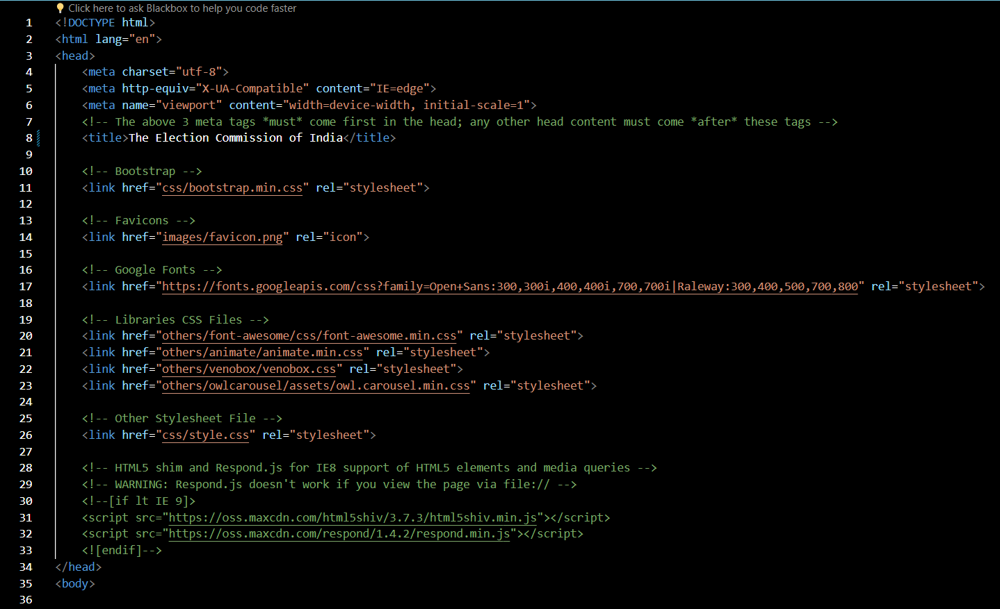 Click here to ask Blackbox to help you code faster
1 <!DOCTYPE html>
2 <html lang="en">
3 <head>
4     <meta charset="utf-8">
5     <meta http-equiv="X-UA-Compatible" content="IE=edge">
6     <meta name="viewport" content="width=device-width, initial-scale=1">
7     <!-- The above 3 meta tags *must* come first in the head; any other head content must come *after* these tags -->
8     <title>The Election Commission of India</title>
9
10     <!-- Bootstrap -->
11     <link href="css/bootstrap.min.css" rel="stylesheet">
12
13     <!-- Favicons -->
14     <link href="images/favicon.png" rel="icon">
15
16     <!-- Google Fonts -->
17     <link href="https://fonts.googleapis.com/css?family=Open+Sans:300,300i,400,400i,700,700i|Raleway:300,400,500,700,800" rel="stylesheet">
18
19     <!-- Libraries CSS Files -->
20     <link href="others/font-awesome/css/font-awesome.min.css" rel="stylesheet">
21     <link href="others/animate/animate.min.css" rel="stylesheet">
22     <link href="others/venobox/venobox.css" rel="stylesheet">
23     <link href="others/owlcarousel/assets/owl.carousel.min.css" rel="stylesheet">
24
25     <!-- Other Stylesheet File -->
26     <link href="css/style.css" rel="stylesheet">
27
28     <!-- HTML5 shim and Respond.js for IE8 support of HTML5 elements and media queries -->
29     <!-- WARNING: Respond.js doesn't work if you view the page via file:// -->
30     <!--[if lt IE 9]>
31     <script src="https://oss.maxcdn.com/html5shiv/3.7.3/html5shiv.min.js"></script>
32     <script src="https://oss.maxcdn.com/respond/1.4.2/respond.min.js"></script>
33     <![endif]-->
34 </head>
35 <body>
36